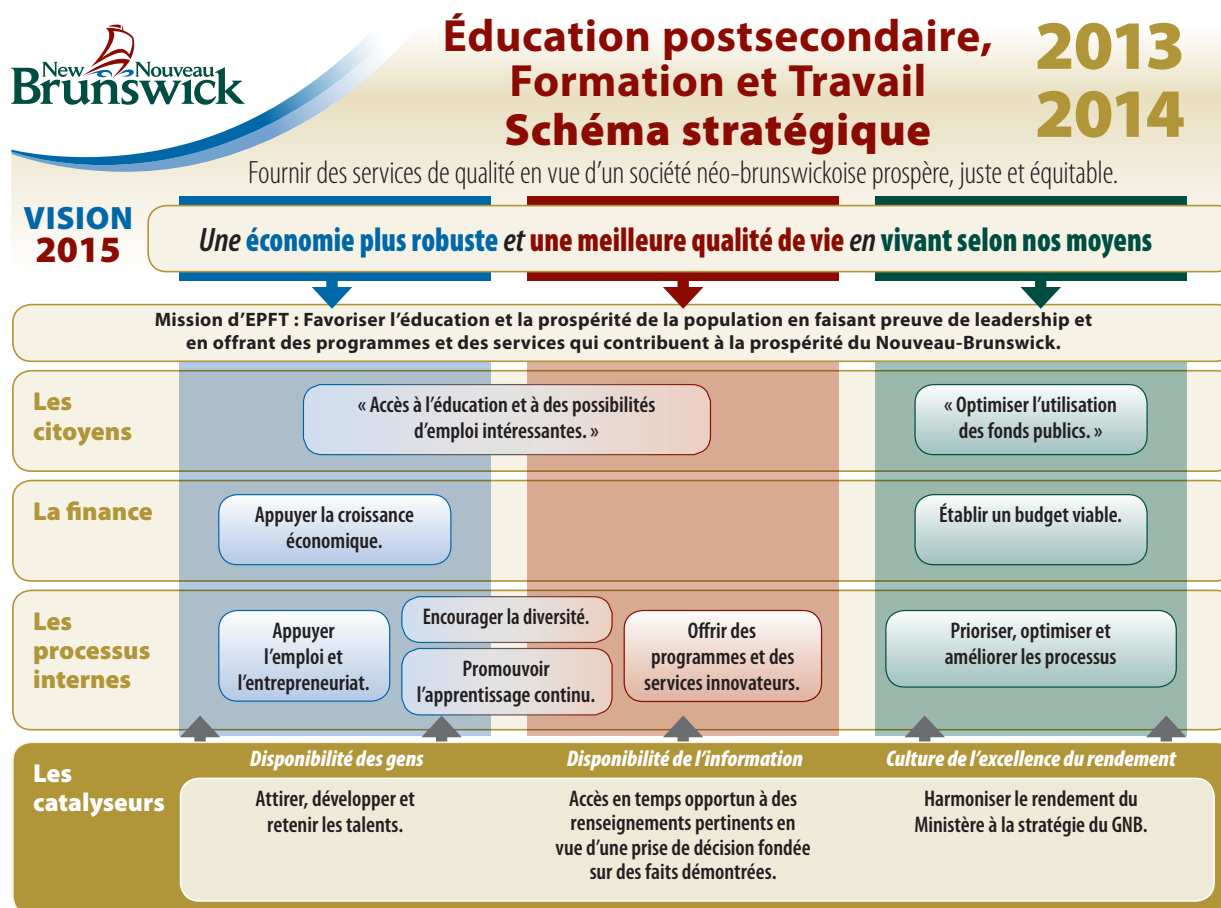 New Nouveau
Brunswick
Éducation postsecondaire,
Formation et Travail
Schéma stratégique
2013
2014
Fournir des services de qualité en vue d'un société néo-brunswickoise prospère, juste et équitable.
VISION
2015
Une économie plus robuste et une meilleure qualité de vie en vivant selon nos moyens
Mission d'EPFT : Favoriser l'éducation et la prospérité de la population en faisant preuve de leadership et
en offrant des programmes et des services qui contribuent à la prospérité du Nouveau-Brunswick.
Les
citoyens
« Accès à l'éducation et à des possibilités
d'emploi intéressantes. »
« Optimiser l'utilisation
des fonds publics. »
La finance
Appuyer la croissance
économique.
Établir un budget viable.
Les
processus
internes
Appuyer
l'emploi et
l'entrepreneuriat.
Encourager la diversité.
Promouvoir
l'apprentissage continu.
Offrir des
programmes et des
services innovateurs.
Prioriser, optimiser et
améliorer les processus
Les
catalyseurs
Disponibilité des gens
Attirer, développer et
retenir les talents.
Disponibilité de l'information
Accès en temps opportun à des
renseignements pertinents en
vue d'une prise de décision fondée
sur des faits démontrées.
Culture de l'excellence du rendement
Harmoniser le rendement du
Ministère à la stratégie du GNB.